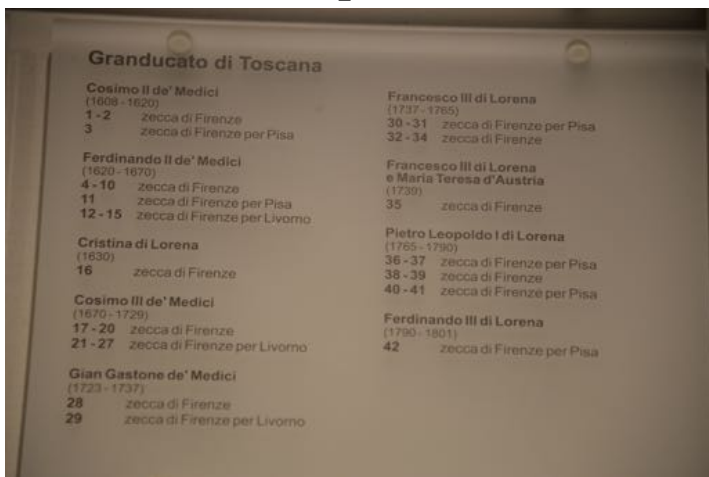 Granducato di Toscana
Cosimo II de' Medici
(1608 - 1620)
1 - 2 zecca di Firenze
3 zecca di Firenze per Pisa
Ferdinando II de' Medici
(1620 - 1670)
4 - 10 zecca di Firenze
11 zecca di Firenze per Pisa
12 - 15 zecca di Firenze per Livorno
Cristina di Lorena
(1630)
16 zecca di Firenze
Cosimo III de' Medici
(1670 - 1729)
17 - 20 zecca di Firenze
21 - 27 zecca di Firenze per Livorno
Gian Gastone de' Medici
(1723 - 1737)
28 zecca di Firenze
29 zecca di Firenze per Livorno
Francesco III di Lorena
(1737 - 1765)
30 - 31 zecca di Firenze per Pisa
32 - 34 zecca di Firenze
Francesco III di Lorena
e Maria Teresa d'Austria
(1739)
35 zecca di Firenze
Pietro Leopoldo I di Lorena
(1765 - 1790)
36 - 37 zecca di Firenze per Pisa
38 - 39 zecca di Firenze
40 - 41 zecca di Firenze per Pisa
Ferdinando III di Lorena
(1790 - 1801)
42 zecca di Firenze per Pisa